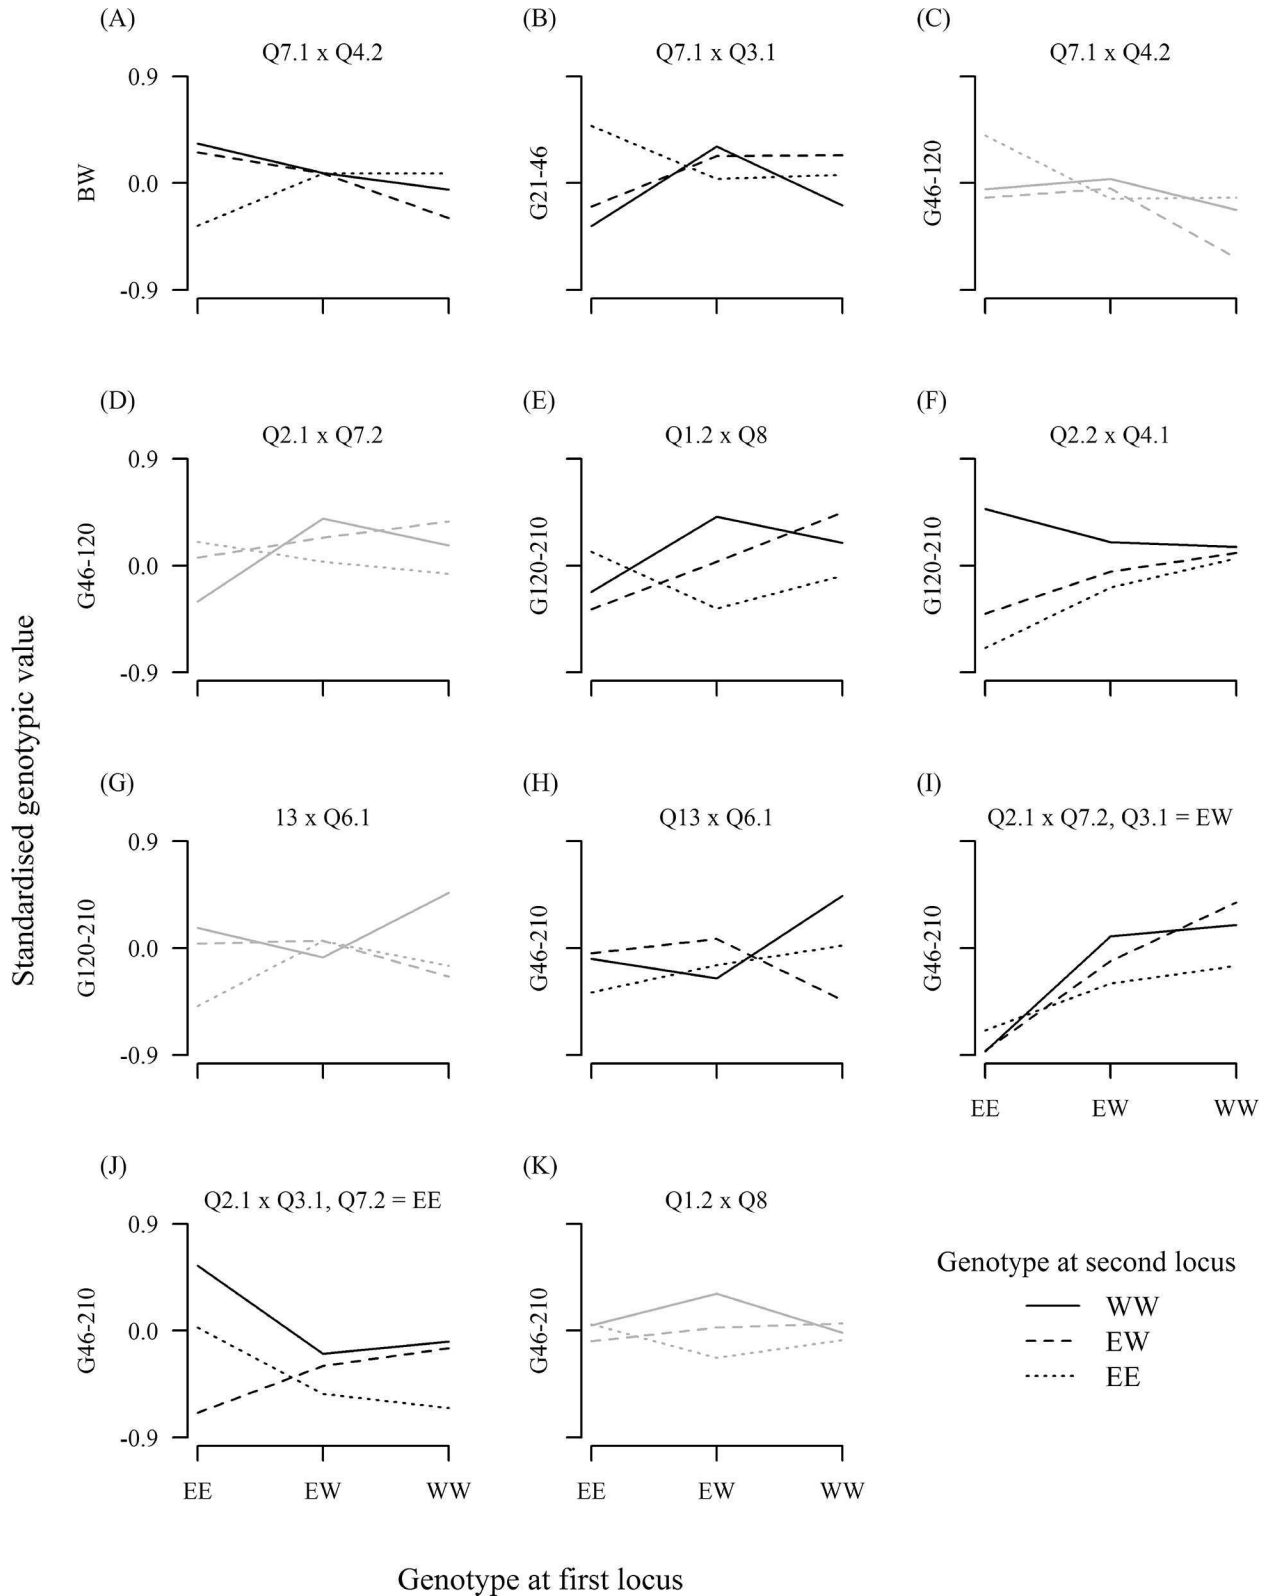 (A)
Q7.1 x Q4.2
BW
0.9
0.0
-0.9
(B)
Q7.1 x Q3.1
G21-46
(C)
Q7.1 x Q4.2
G46-120
(D)
Q2.1 x Q7.2
G46-120
0.9
0.0
-0.9
(E)
Q1.2 x Q8
G120-210
(F)
Q2.2 x Q4.1
G120-210
Standardised genotypic value
(G)
13 x Q6.1
G120-210
0.9
0.0
-0.9
(H)
Q13 x Q6.1
G46-210
(I)
Q2.1 x Q7.2, Q3.1 = EW
G46-210
EE EW WW
(J)
Q2.1 x Q3.1, Q7.2 = EE
G46-210
0.9
0.0
-0.9
EE EW WW
(K)
Q1.2 x Q8
G46-210
EE EW WW
Genotype at second locus
WW
EW
EE
Genotype at first locus